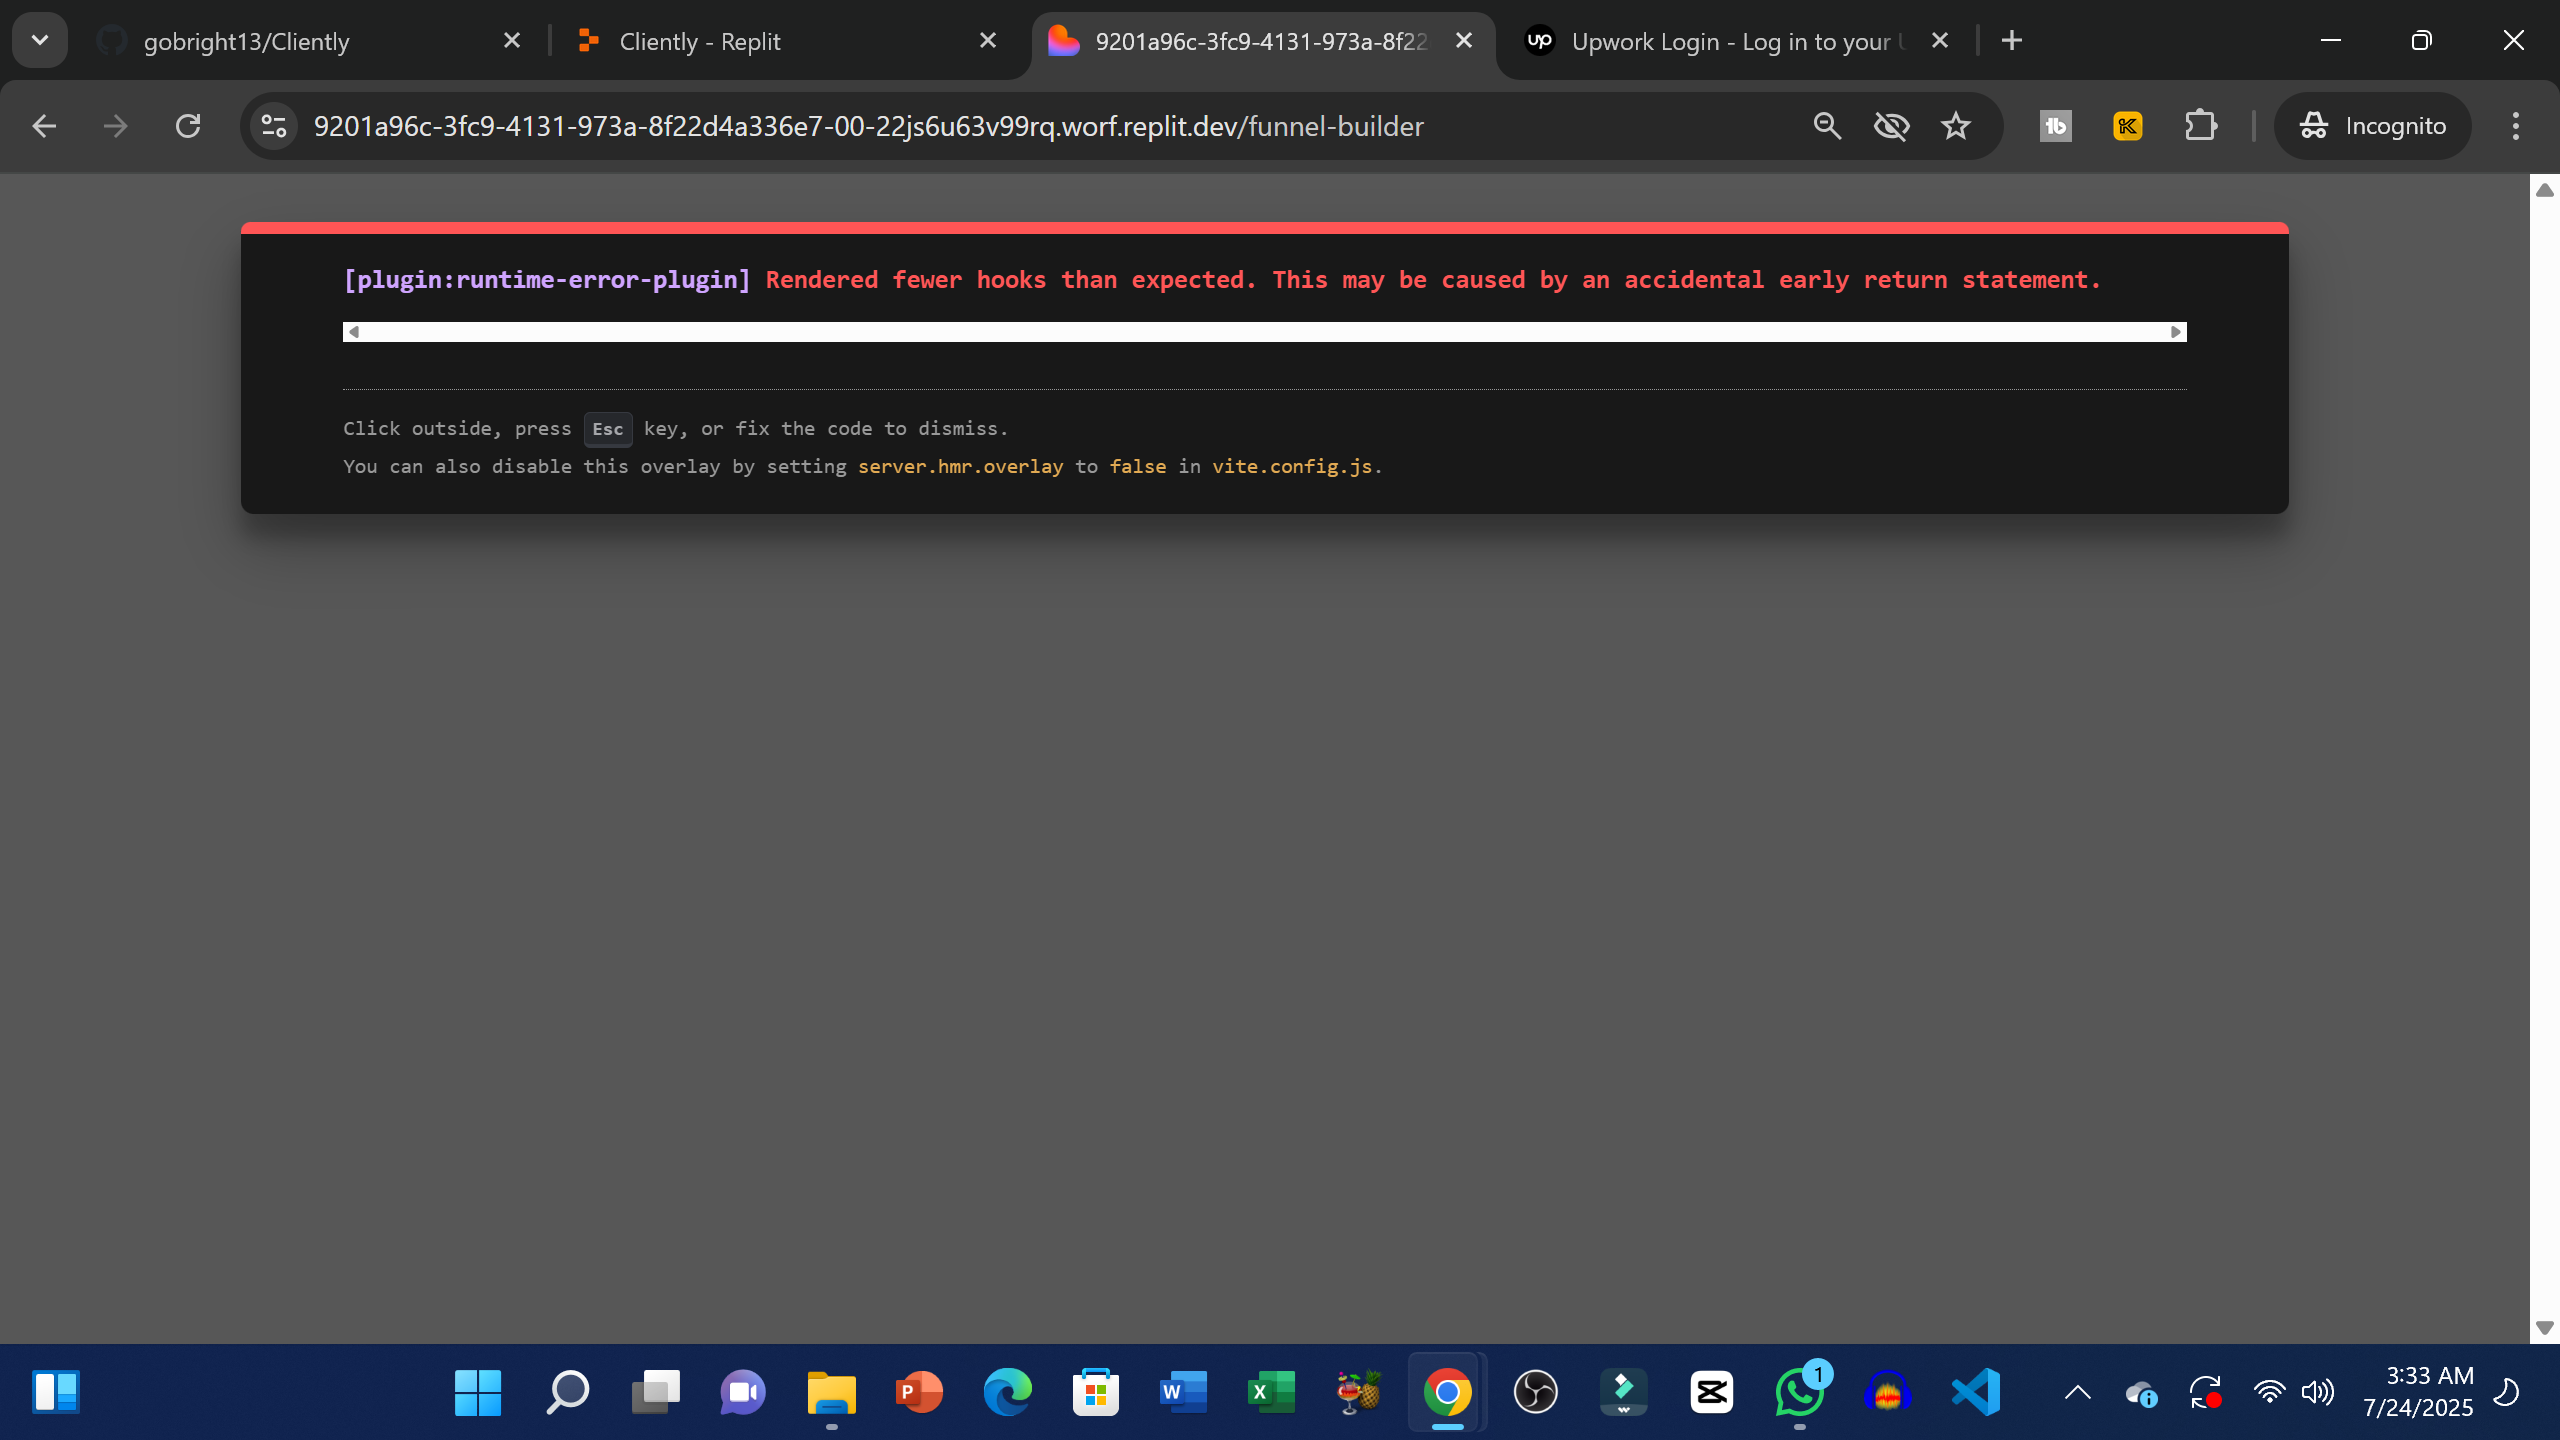 gobright13/Cliently
Cliently - Replit
9201a96c-3fc9-4131-973a-8f22
Upwork Login - Log in to your U
9201a96c-3fc9-4131-973a-8f22d4a336e7-00-22js6u63v99rq.worf.replit.dev/funnel-builder
Incognito
[plugin:runtime-error-plugin] Rendered fewer hooks than expected. This may be caused by an accidental early return statement.
Click outside, press Esc key, or fix the code to dismiss.
You can also disable this overlay by setting server.hmr.overlay to false in vite.config.js.
1
3:33 AM
7/24/2025